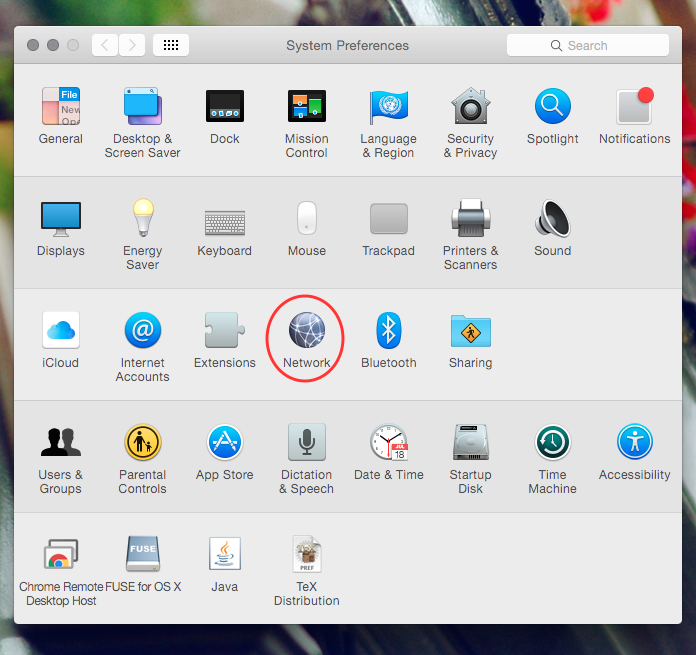 System Preferences
Search
File
New
General
Desktop &
Screen Saver
Dock
Mission
Control
Language
& Region
Security
& Privacy
Spotlight
Notifications
Displays
Energy
Saver
Keyboard
Mouse
Trackpad
Printers &
Scanners
Sound
iCloud
@
Internet
Accounts
Extensions
Network
Bluetooth
Sharing
Users &
Groups
Parental
Controls
App Store
Dictation
& Speech
JUL
18
Date & Time
Startup
Disk
Time
Machine
Accessibility
Chrome Remote
Desktop Host
FUSE
FUSE for OS X
Java
PREF
TeX
Distribution